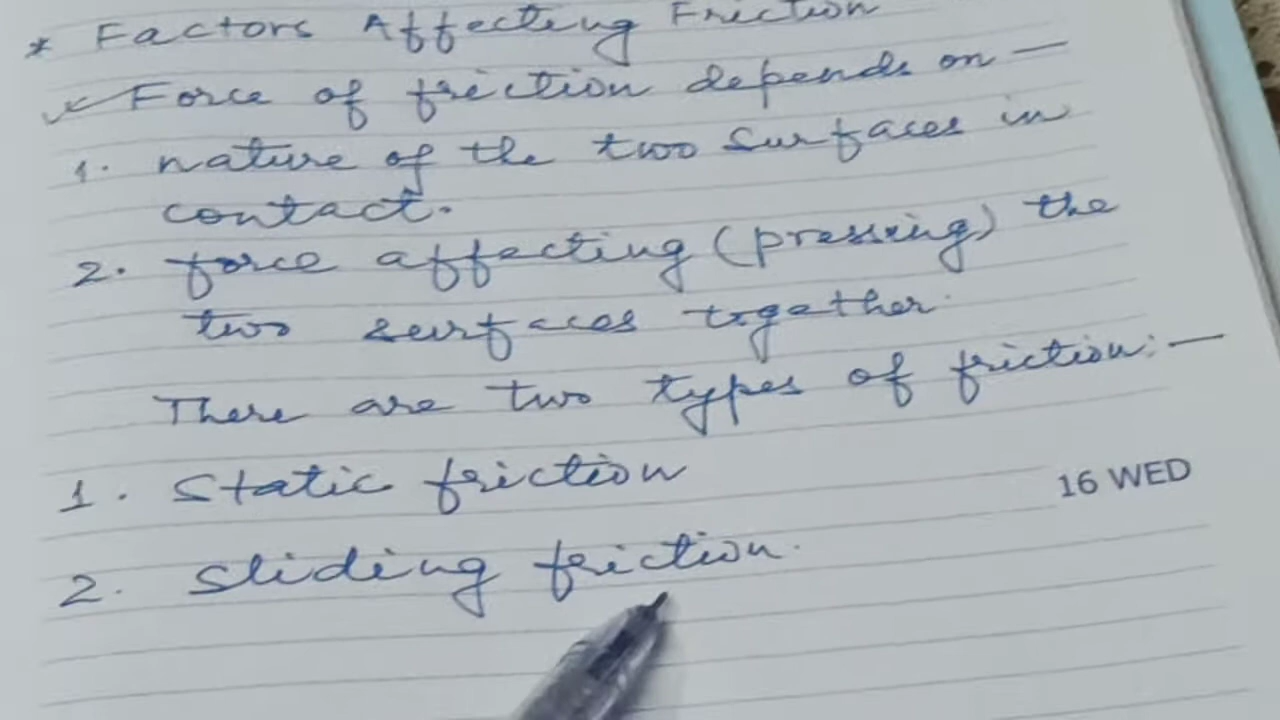 * Factors Affecting Friction
✓ Force of friction depends on —
1. nature of the two surfaces in
contact.
2. force affecting (pressing) the
two surfaces together.
There are two types of friction:—
1. Static friction
16 WED
2. Sliding friction.